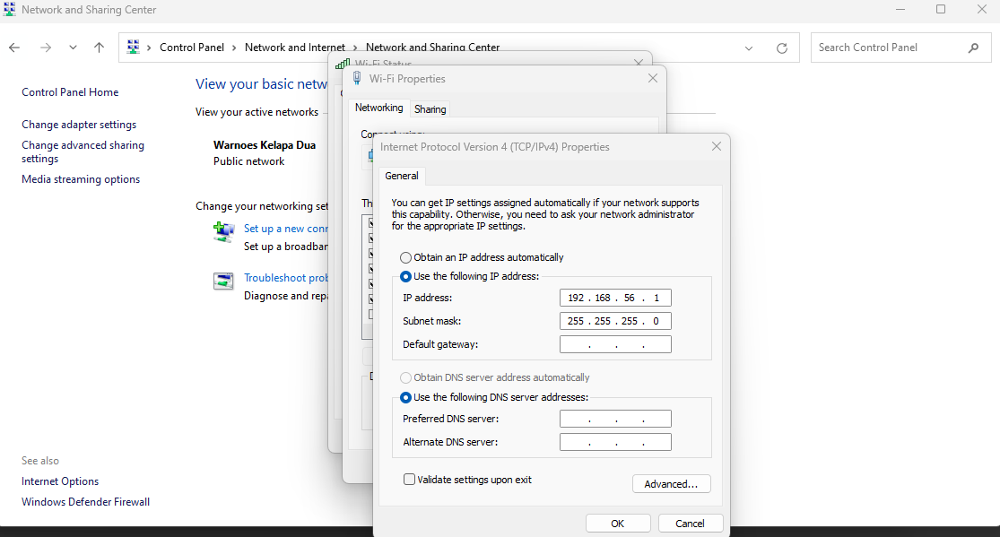 Network and Sharing Center
Control Panel > Network and Internet > Network and Sharing Center
Search Control Panel
Control Panel Home
Change adapter settings
Change advanced sharing
settings
Media streaming options
See also
Internet Options
Windows Defender Firewall
View your basic netw
View your active networks
Warnoes Kelapa Dua
Public network
Change your networking set
Set up a new conn
Set up a broadban
Troubleshoot prob
Diagnose and repa
Wi-Fi Status
Wi-Fi Properties
Networking
Sharing
Connect using:
Th
Internet Protocol Version 4 (TCP/IPv4) Properties
General
You can get IP settings assigned automatically if your network supports
this capability. Otherwise, you need to ask your network administrator
for the appropriate IP settings.
Obtain an IP address automatically
Use the following IP address:
IP address: 192 . 168 . 56 . 1
Subnet mask: 255 . 255 . 255 . 0
Default gateway: . . .
Obtain DNS server address automatically
Use the following DNS server addresses:
Preferred DNS server: . . .
Alternate DNS server: . . .
Validate settings upon exit
Advanced...
OK
Cancel